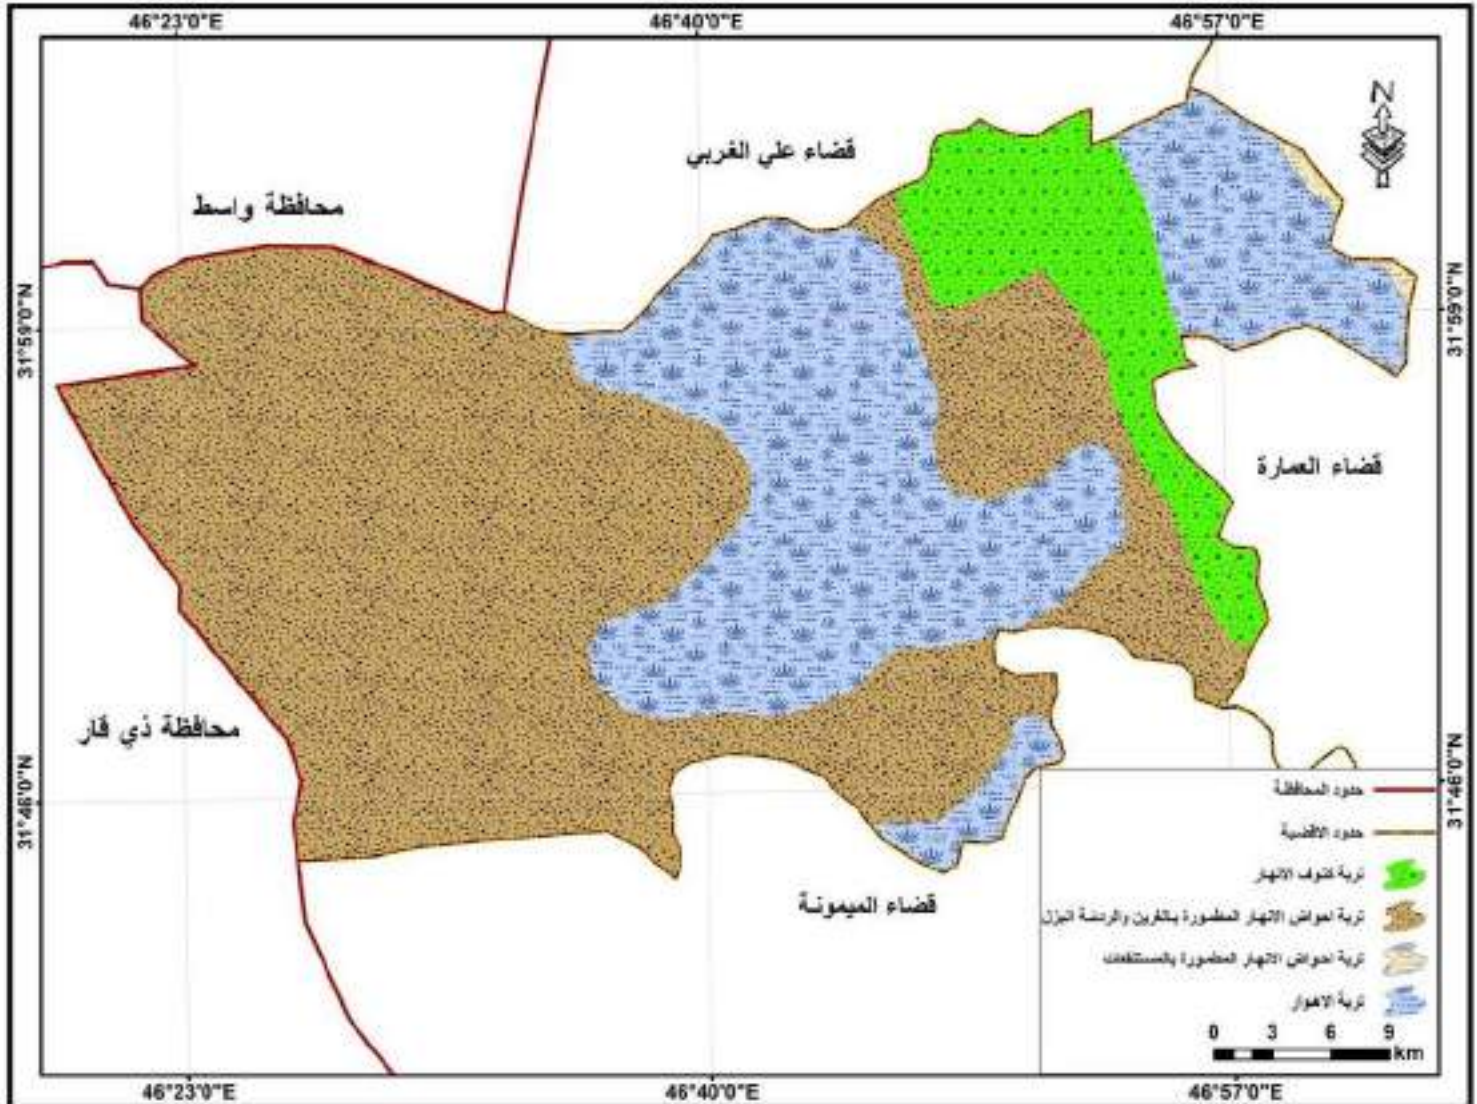 46°23'0"E 46°40'0"E 46°57'0"E
N
قضاء علي الغربي
محافظة واسط
31°59'0"N 31°59'0"N
قضاء العمارة
محافظة ذي قار
31°46'0"N 31°46'0"N
حدود المحافظة
حدود الاقضية
تربة كتوف الانهار
قضاء الميمونة
تربة احواض الانهار المطمورة بالغرين والردئة البزل
تربة احواض الانهار المطمورة بالمستنقعات
تربة الاهوار
0 3 6 9
km
46°23'0"E 46°40'0"E 46°57'0"E